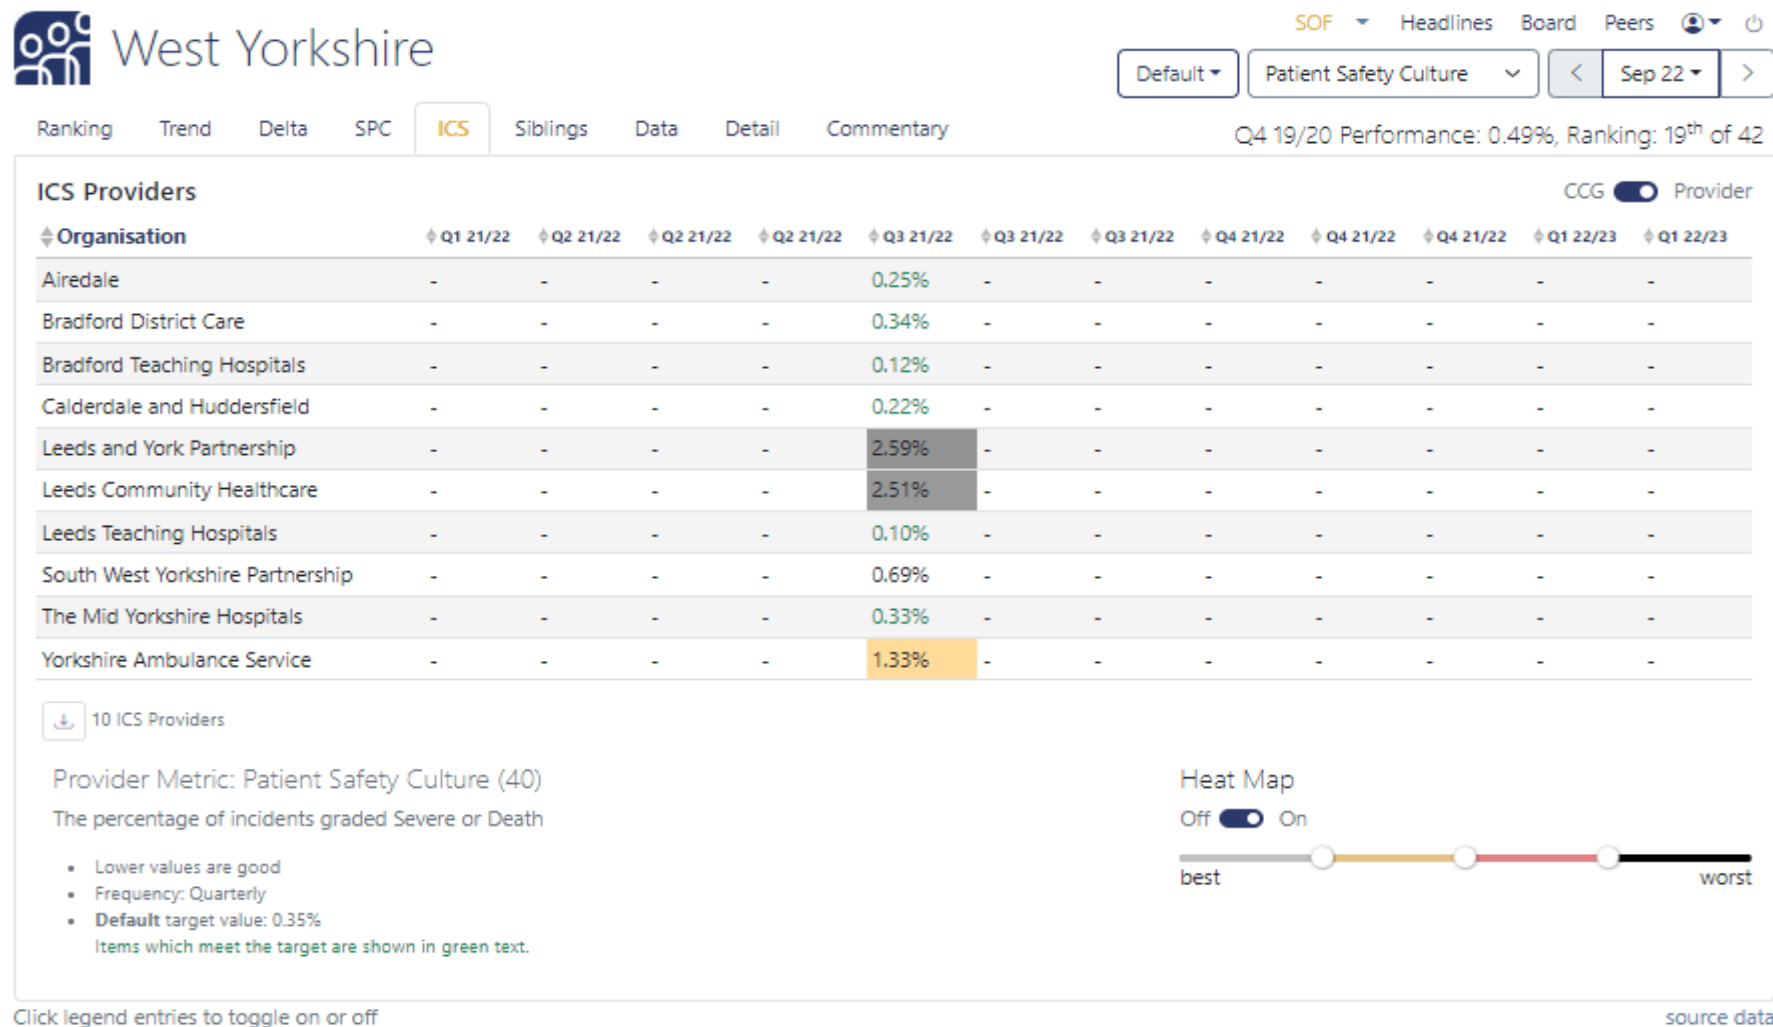 West Yorkshire
SOF Headlines Board Peers
Default Patient Safety Culture < Sep 22 >
Ranking Trend Delta SPC ICS Siblings Data Detail Commentary
Q4 19/20 Performance: 0.49%, Ranking: 19th of 42
ICS Providers
CCG Provider
Organisation Q1 21/22 Q2 21/22 Q2 21/22 Q2 21/22 Q3 21/22 Q3 21/22 Q3 21/22 Q4 21/22 Q4 21/22 Q4 21/22 Q1 22/23 Q1 22/23
Airedale - - - - 0.25% - - - - - - -
Bradford District Care - - - - 0.34% - - - - - - -
Bradford Teaching Hospitals - - - - 0.12% - - - - - - -
Calderdale and Huddersfield - - - - 0.22% - - - - - - -
Leeds and York Partnership - - - - 2.59% - - - - - - -
Leeds Community Healthcare - - - - 2.51% - - - - - - -
Leeds Teaching Hospitals - - - - 0.10% - - - - - - -
South West Yorkshire Partnership - - - - 0.69% - - - - - - -
The Mid Yorkshire Hospitals - - - - 0.33% - - - - - - -
Yorkshire Ambulance Service - - - - 1.33% - - - - - - -
10 ICS Providers
Provider Metric: Patient Safety Culture (40)
The percentage of incidents graded Severe or Death
• Lower values are good
• Frequency: Quarterly
• Default target value: 0.35%
Items which meet the target are shown in green text.
Heat Map
Off On
best worst
Click legend entries to toggle on or off
source data